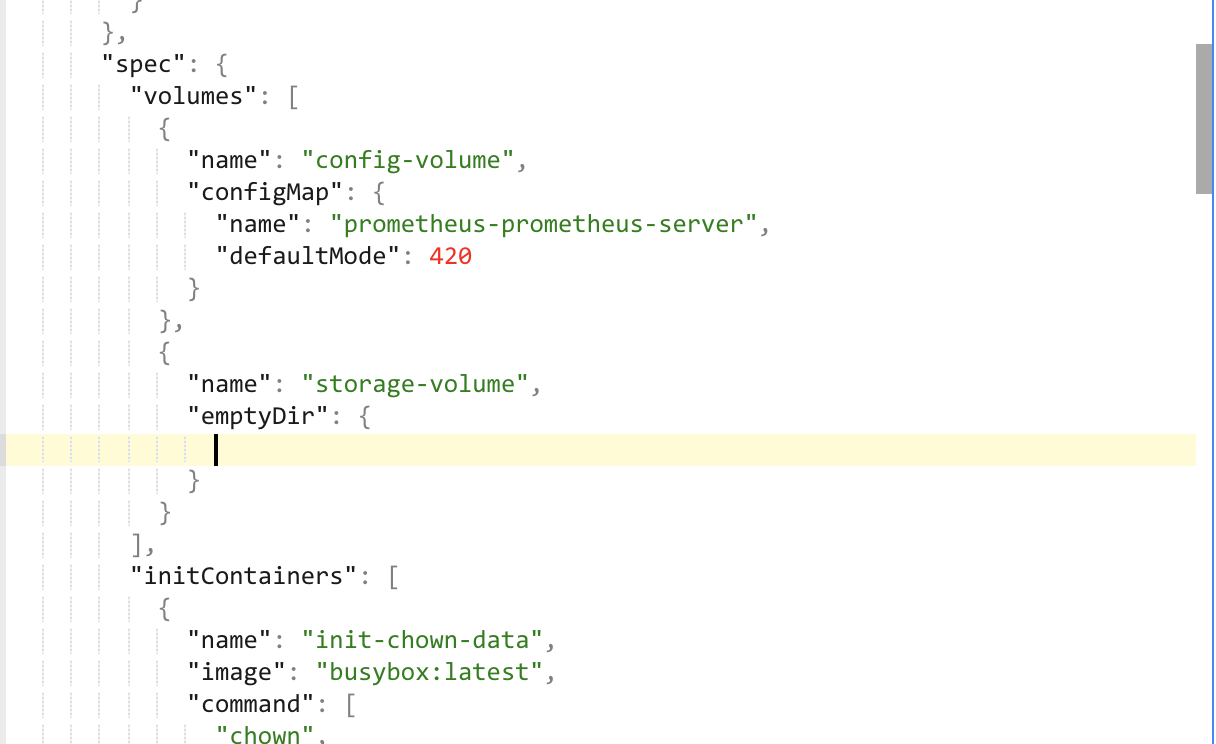 }
},
"spec": {
"volumes": [
{
"name": "config-volume",
"configMap": {
"name": "prometheus-prometheus-server",
"defaultMode": 420
}
},
{
"name": "storage-volume",
"emptyDir": {
}
}
],
"initContainers": [
{
"name": "init-chown-data",
"image": "busybox:latest",
"command": [
"chown",